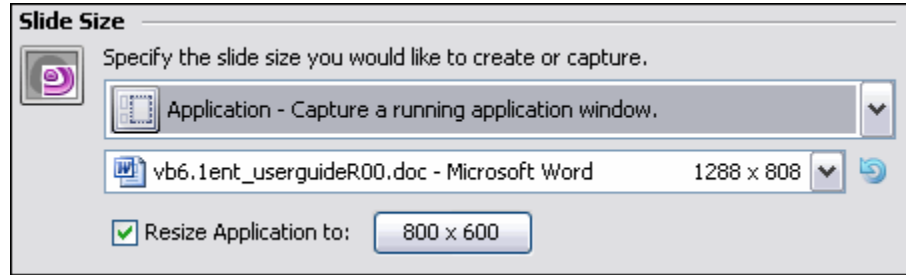 Slide Size
Specify the slide size you would like to create or capture.
Application - Capture a running application window.
vb6.1ent_userguideR00.doc - Microsoft Word 1288 x 808
Resize Application to: 800 x 600